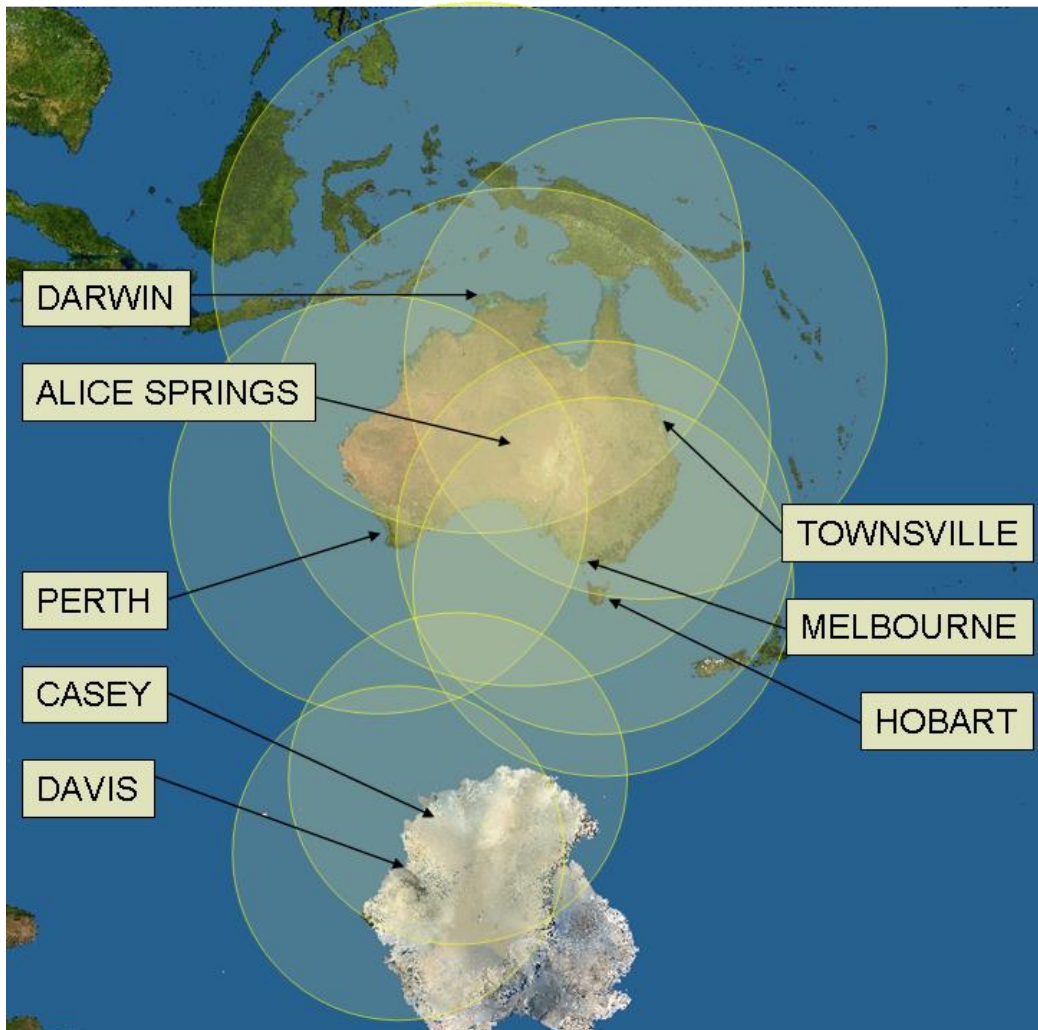 DARWIN
ALICE SPRINGS
PERTH
CASEY
DAVIS
TOWNSVILLE
MELBOURNE
HOBART